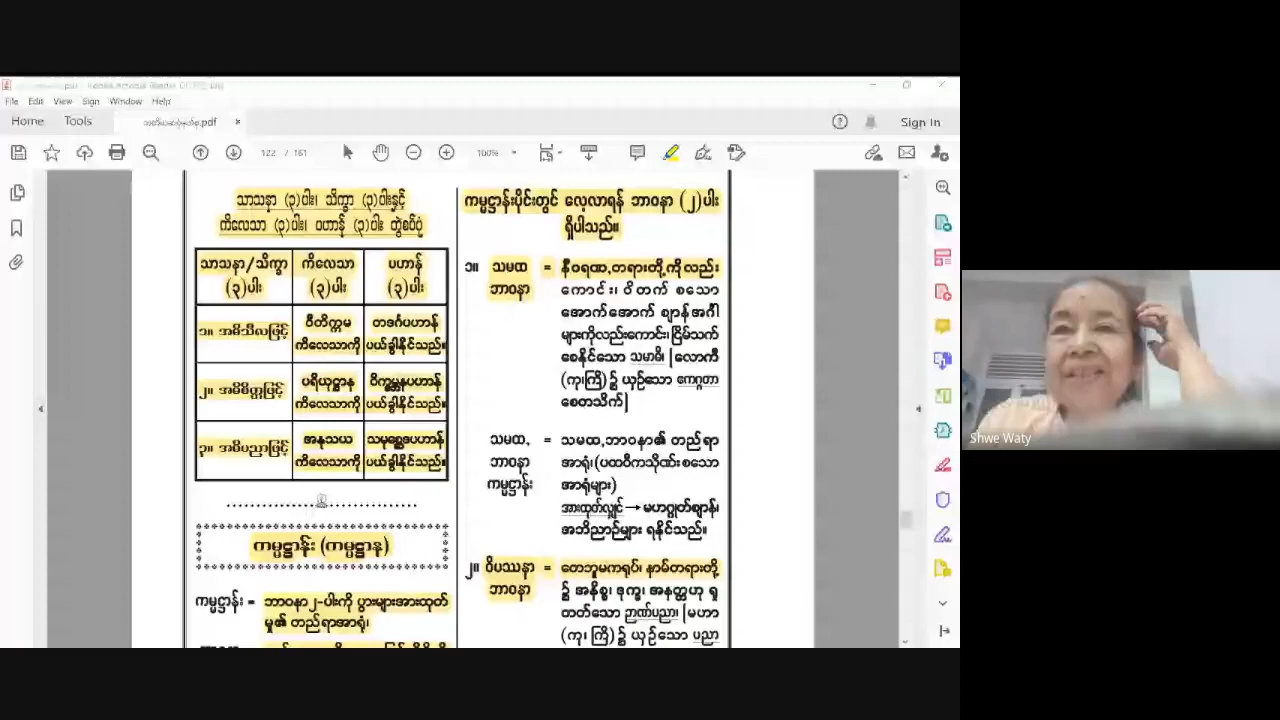 File Edit View Sign Window Help
Home Tools .pdf × Sign In
122 / 161 100%
သာသနာ (၃)ပါး၊ သိက္ခာ (၃)ပါးနှင့်
ကိလေသာ (၃)ပါး၊ ပဟာန် (၃)ပါး တွဲစပ်ပုံ
သာသနာ/သိက္ခာ (၃)ပါး
ကိလေသာ (၃)ပါး
ပဟာန် (၃)ပါး
၁။ အဓိသီလဖြင့်
ဝီတိက္ကမ ကိလေသာကို
တဒင်္ဂပဟာန် ပယ်ခွါနိုင်သည်။
၂။ အဓိစိတ္တဖြင့်
ပရိယုဋ္ဌာန ကိလေသာကို
ဝိက္ခမ္ဘနပဟာန် ပယ်ခွါနိုင်သည်။
၃။ အဓိပညာဖြင့်
အနုသယ ကိလေသာကို
သမုစ္ဆေဒပဟာန် ပယ်ခွါနိုင်သည်။
ကမ္မဋ္ဌာန်း (ကမ္မဋ္ဌာန)
ကမ္မဋ္ဌာန်း = ဘာဝနာ၂-ပါးကို ပွားများအားထုတ်
မှု၏ တည်ရာအာရုံ၊
ကမ္မဋ္ဌာန်းပိုင်းတွင် လေ့လာရန် ဘာဝနာ (၂)ပါး
ရှိပါသည်။
၁။ သမထ = နီဝရဏ,တရားတို့ကိုလည်း
ဘာဝနာ ကောင်း၊ ဝိတက် စသော
အောက်အောက် ဈာန်အင်္ဂါ
များကိုလည်းကောင်း၊ ငြိမ်သက်
စေနိုင်သော သမာဓိ၊ [လောကီ
(ကု၊ကြိ)၌ ယှဉ်သော ဧကဂ္ဂတာ
စေတသိက်]
သမထ, = သမထ,ဘာဝနာ၏ တည်ရာ
ဘာဝနာ အာရုံ၊ (ပထဝီကသိုဏ်း စသော
ကမ္မဋ္ဌာန်း အာရုံများ)
အားထုတ်လျှင် → မဟဂ္ဂုတ်ဈာန်၊
အဘိညာဉ်များ ရနိုင်သည်။
၂။ ဝိပဿနာ = တေဘူမကရုပ်၊ နာမ်တရားတို့
ဘာဝနာ ၌ အနိစ္စ၊ ဒုက္ခ၊ အနတ္တဟု ရှု
တတ်သော ဉာဏ်ပညာ၊ [မဟာ
(ကု၊ ကြိ)၌ ယှဉ်သော ပညာ
Shwe Waty